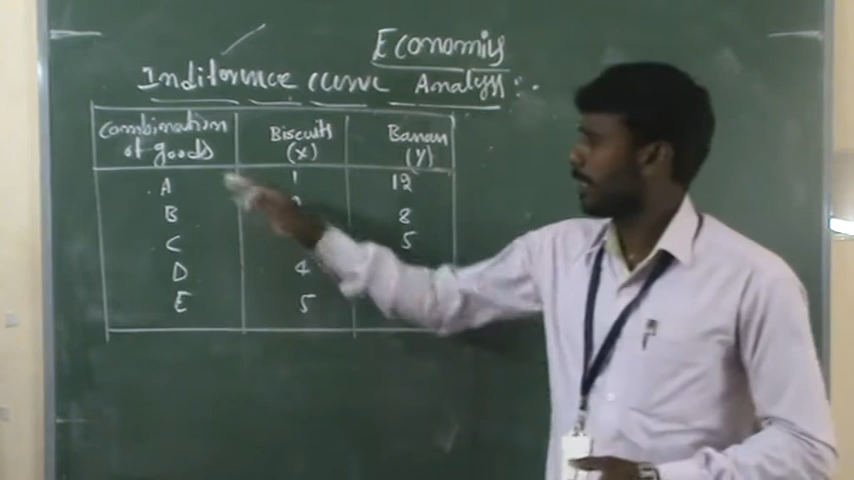 Economics
Indifference curve Analysis:-
Combination of goods Biscuits (x) Banana (y)
A 1 12
B 8
C 5
D 4
E 5